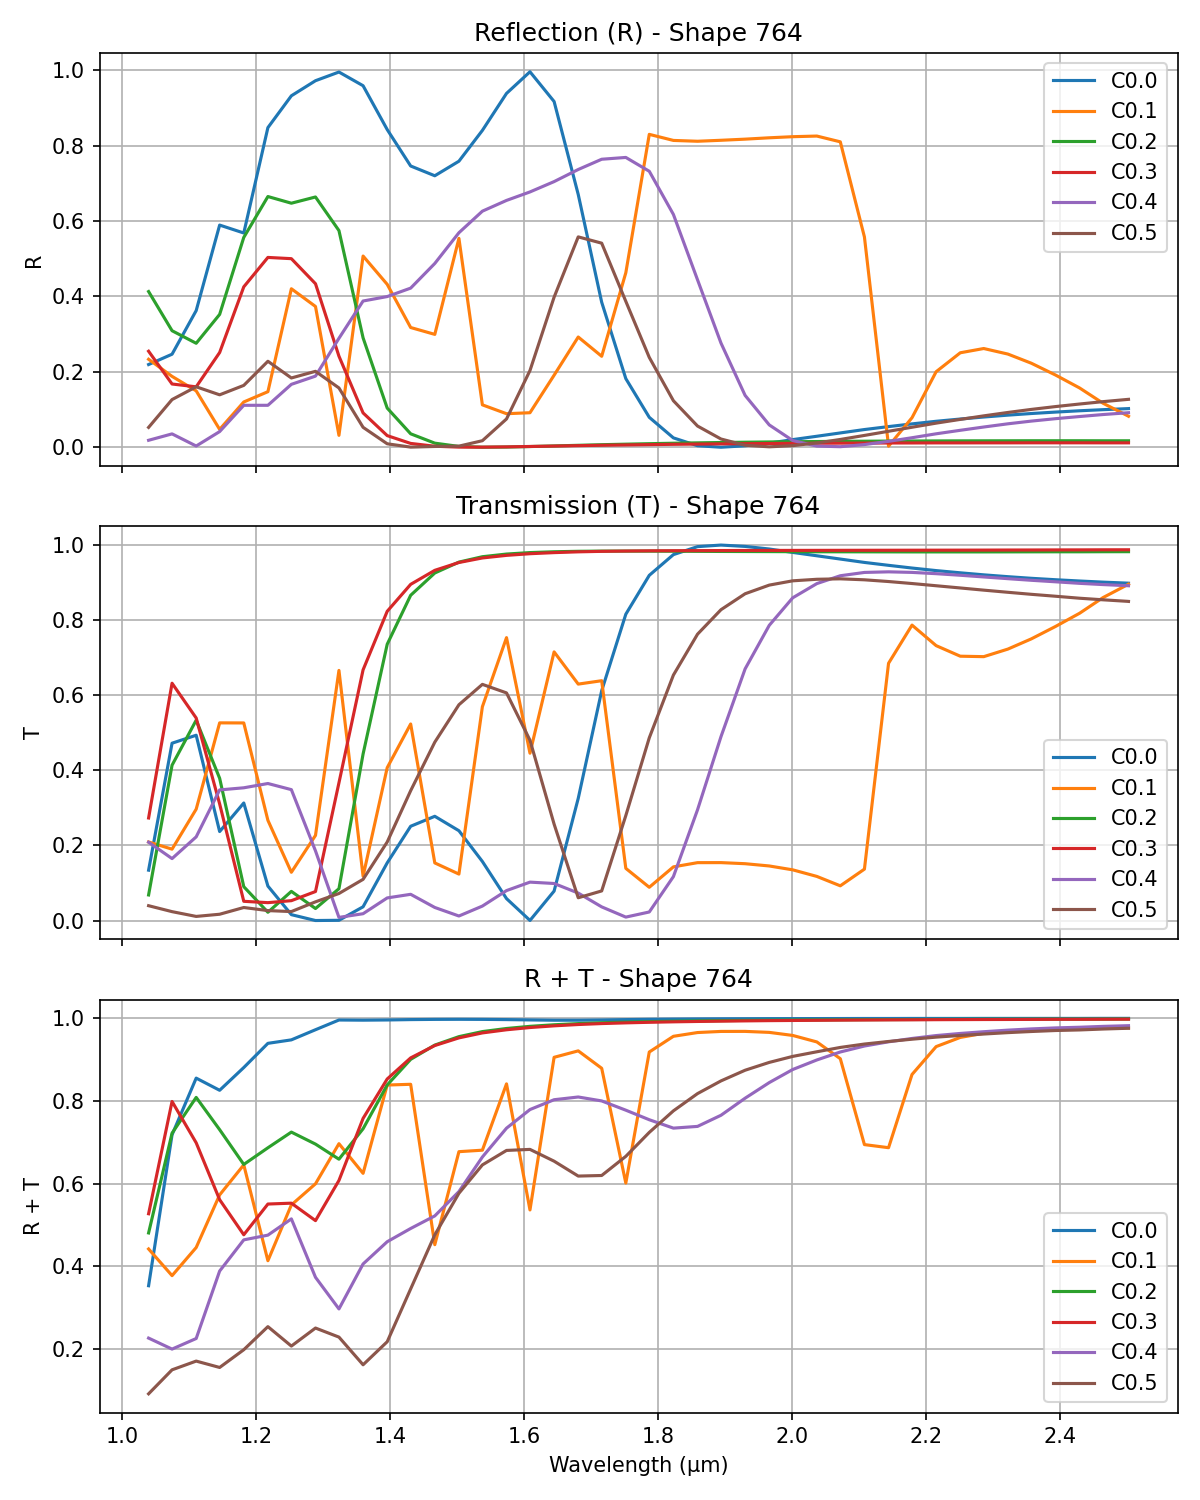 Reflection (R) - Shape 764
1.0
0.8
0.6
0.4
0.2
0.0
R
C0.0
C0.1
C0.2
C0.3
C0.4
C0.5
Transmission (T) - Shape 764
1.0
0.8
0.6
0.4
0.2
0.0
T
C0.0
C0.1
C0.2
C0.3
C0.4
C0.5
R + T - Shape 764
1.0
0.8
0.6
0.4
0.2
R + T
C0.0
C0.1
C0.2
C0.3
C0.4
C0.5
1.0 1.2 1.4 1.6 1.8 2.0 2.2 2.4
Wavelength (μm)